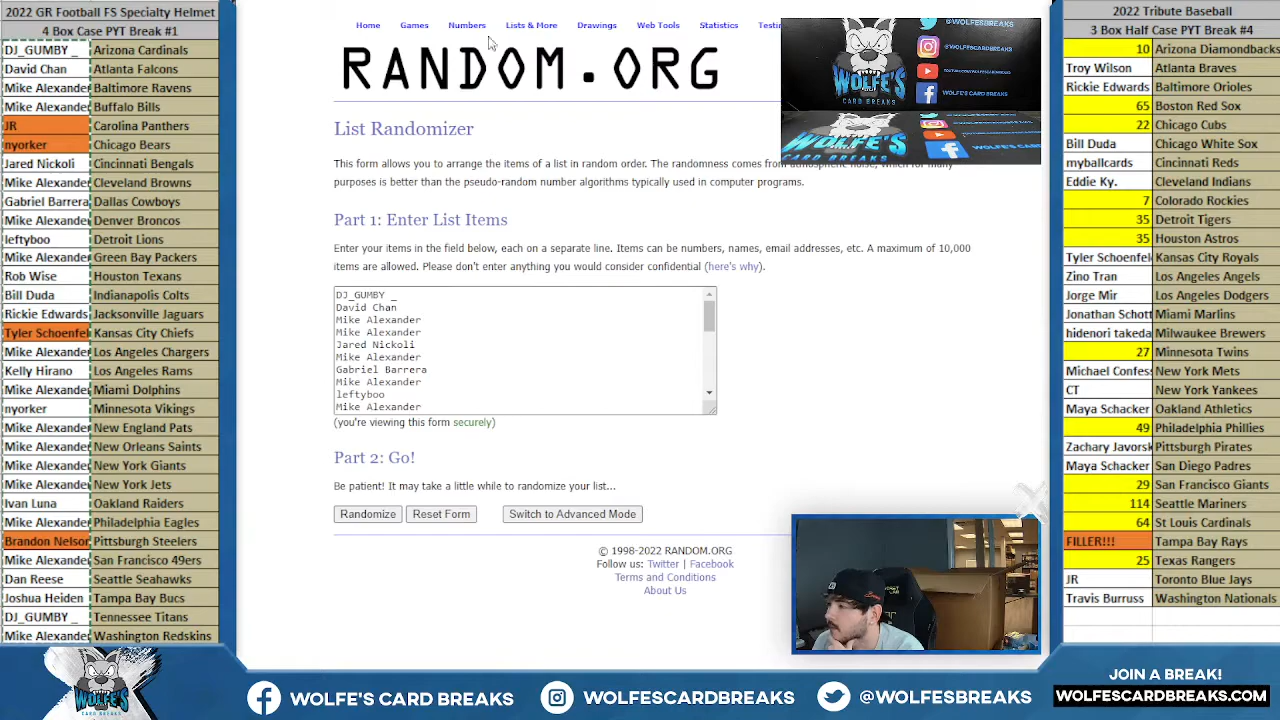 2022 GR Football FS Specialty Helmet
4 Box Case PYT Break #1
DJ_GUMBY _ Arizona Cardinals
David Chan Atlanta Falcons
Mike Alexander Baltimore Ravens
Mike Alexander Buffalo Bills
JR Carolina Panthers
nyorker Chicago Bears
Jared Nickoli Cincinnati Bengals
Mike Alexander Cleveland Browns
Gabriel Barrera Dallas Cowboys
Mike Alexander Denver Broncos
leftyboo Detroit Lions
Mike Alexander Green Bay Packers
Rob Wise Houston Texans
Bill Duda Indianapolis Colts
Rickie Edwards Jacksonville Jaguars
Tyler Schoenfel Kansas City Chiefs
Mike Alexander Los Angeles Chargers
Kelly Hirano Los Angeles Rams
Mike Alexander Miami Dolphins
nyorker Minnesota Vikings
Mike Alexander New England Pats
Mike Alexander New Orleans Saints
Mike Alexander New York Giants
Mike Alexander New York Jets
Ivan Luna Oakland Raiders
Mike Alexander Philadelphia Eagles
Brandon Nelson Pittsburgh Steelers
Mike Alexander San Francisco 49ers
Dan Reese Seattle Seahawks
Joshua Heiden Tampa Bay Bucs
DJ_GUMBY _ Tennessee Titans
Mike Alexander Washington Redskins
Home Games Numbers Lists & More Drawings Web Tools Statistics Testin
RANDOM.ORG
List Randomizer
This form allows you to arrange the items of a list in random order. The randomness comes from atmospheric noise, which for many
purposes is better than the pseudo-random number algorithms typically used in computer programs.
Part 1: Enter List Items
Enter your items in the field below, each on a separate line. Items can be numbers, names, email addresses, etc. A maximum of 10,000
items are allowed. Please don't enter anything you would consider confidential (here's why).
DJ_GUMBY _
David Chan
Mike Alexander
Mike Alexander
Jared Nickoli
Mike Alexander
Gabriel Barrera
Mike Alexander
leftyboo
Mike Alexander
(you're viewing this form securely)
Part 2: Go!
Be patient! It may take a little while to randomize your list...
Randomize Reset Form Switch to Advanced Mode
© 1998-2022 RANDOM.ORG
Follow us: Twitter | Facebook
Terms and Conditions
About Us
WOLFE'S
CARD BREAKS
@WOLFESBREAKS
@WOLFESCARDBREAKS
WOLFE'S CARD BREAKS
2022 Tribute Baseball
3 Box Half Case PYT Break #4
10 Arizona Diamondbacks
Troy Wilson Atlanta Braves
Rickie Edwards Baltimore Orioles
65 Boston Red Sox
22 Chicago Cubs
Bill Duda Chicago White Sox
myballcards Cincinnati Reds
Eddie Ky. Cleveland Indians
7 Colorado Rockies
35 Detroit Tigers
35 Houston Astros
Tyler Schoenfe Kansas City Royals
Zino Tran Los Angeles Angels
Jorge Mir Los Angeles Dodgers
Jonathan Schott Miami Marlins
hidenori takeda Milwaukee Brewers
27 Minnesota Twins
Michael Confess New York Mets
CT New York Yankees
Maya Schacker Oakland Athletics
49 Philadelphia Phillies
Zachary Javorsk Pittsburgh Pirates
Maya Schacker San Diego Padres
29 San Francisco Giants
114 Seattle Mariners
64 St Louis Cardinals
FILLER!!! Tampa Bay Rays
25 Texas Rangers
JR Toronto Blue Jays
Travis Burruss Washington Nationals
WOLFE'S
CARD BREAKS
WOLFE'S CARD BREAKS
WOLFESCARDBREAKS
@WOLFESBREAKS
JOIN A BREAK!
WOLFESCARDBREAKS.COM